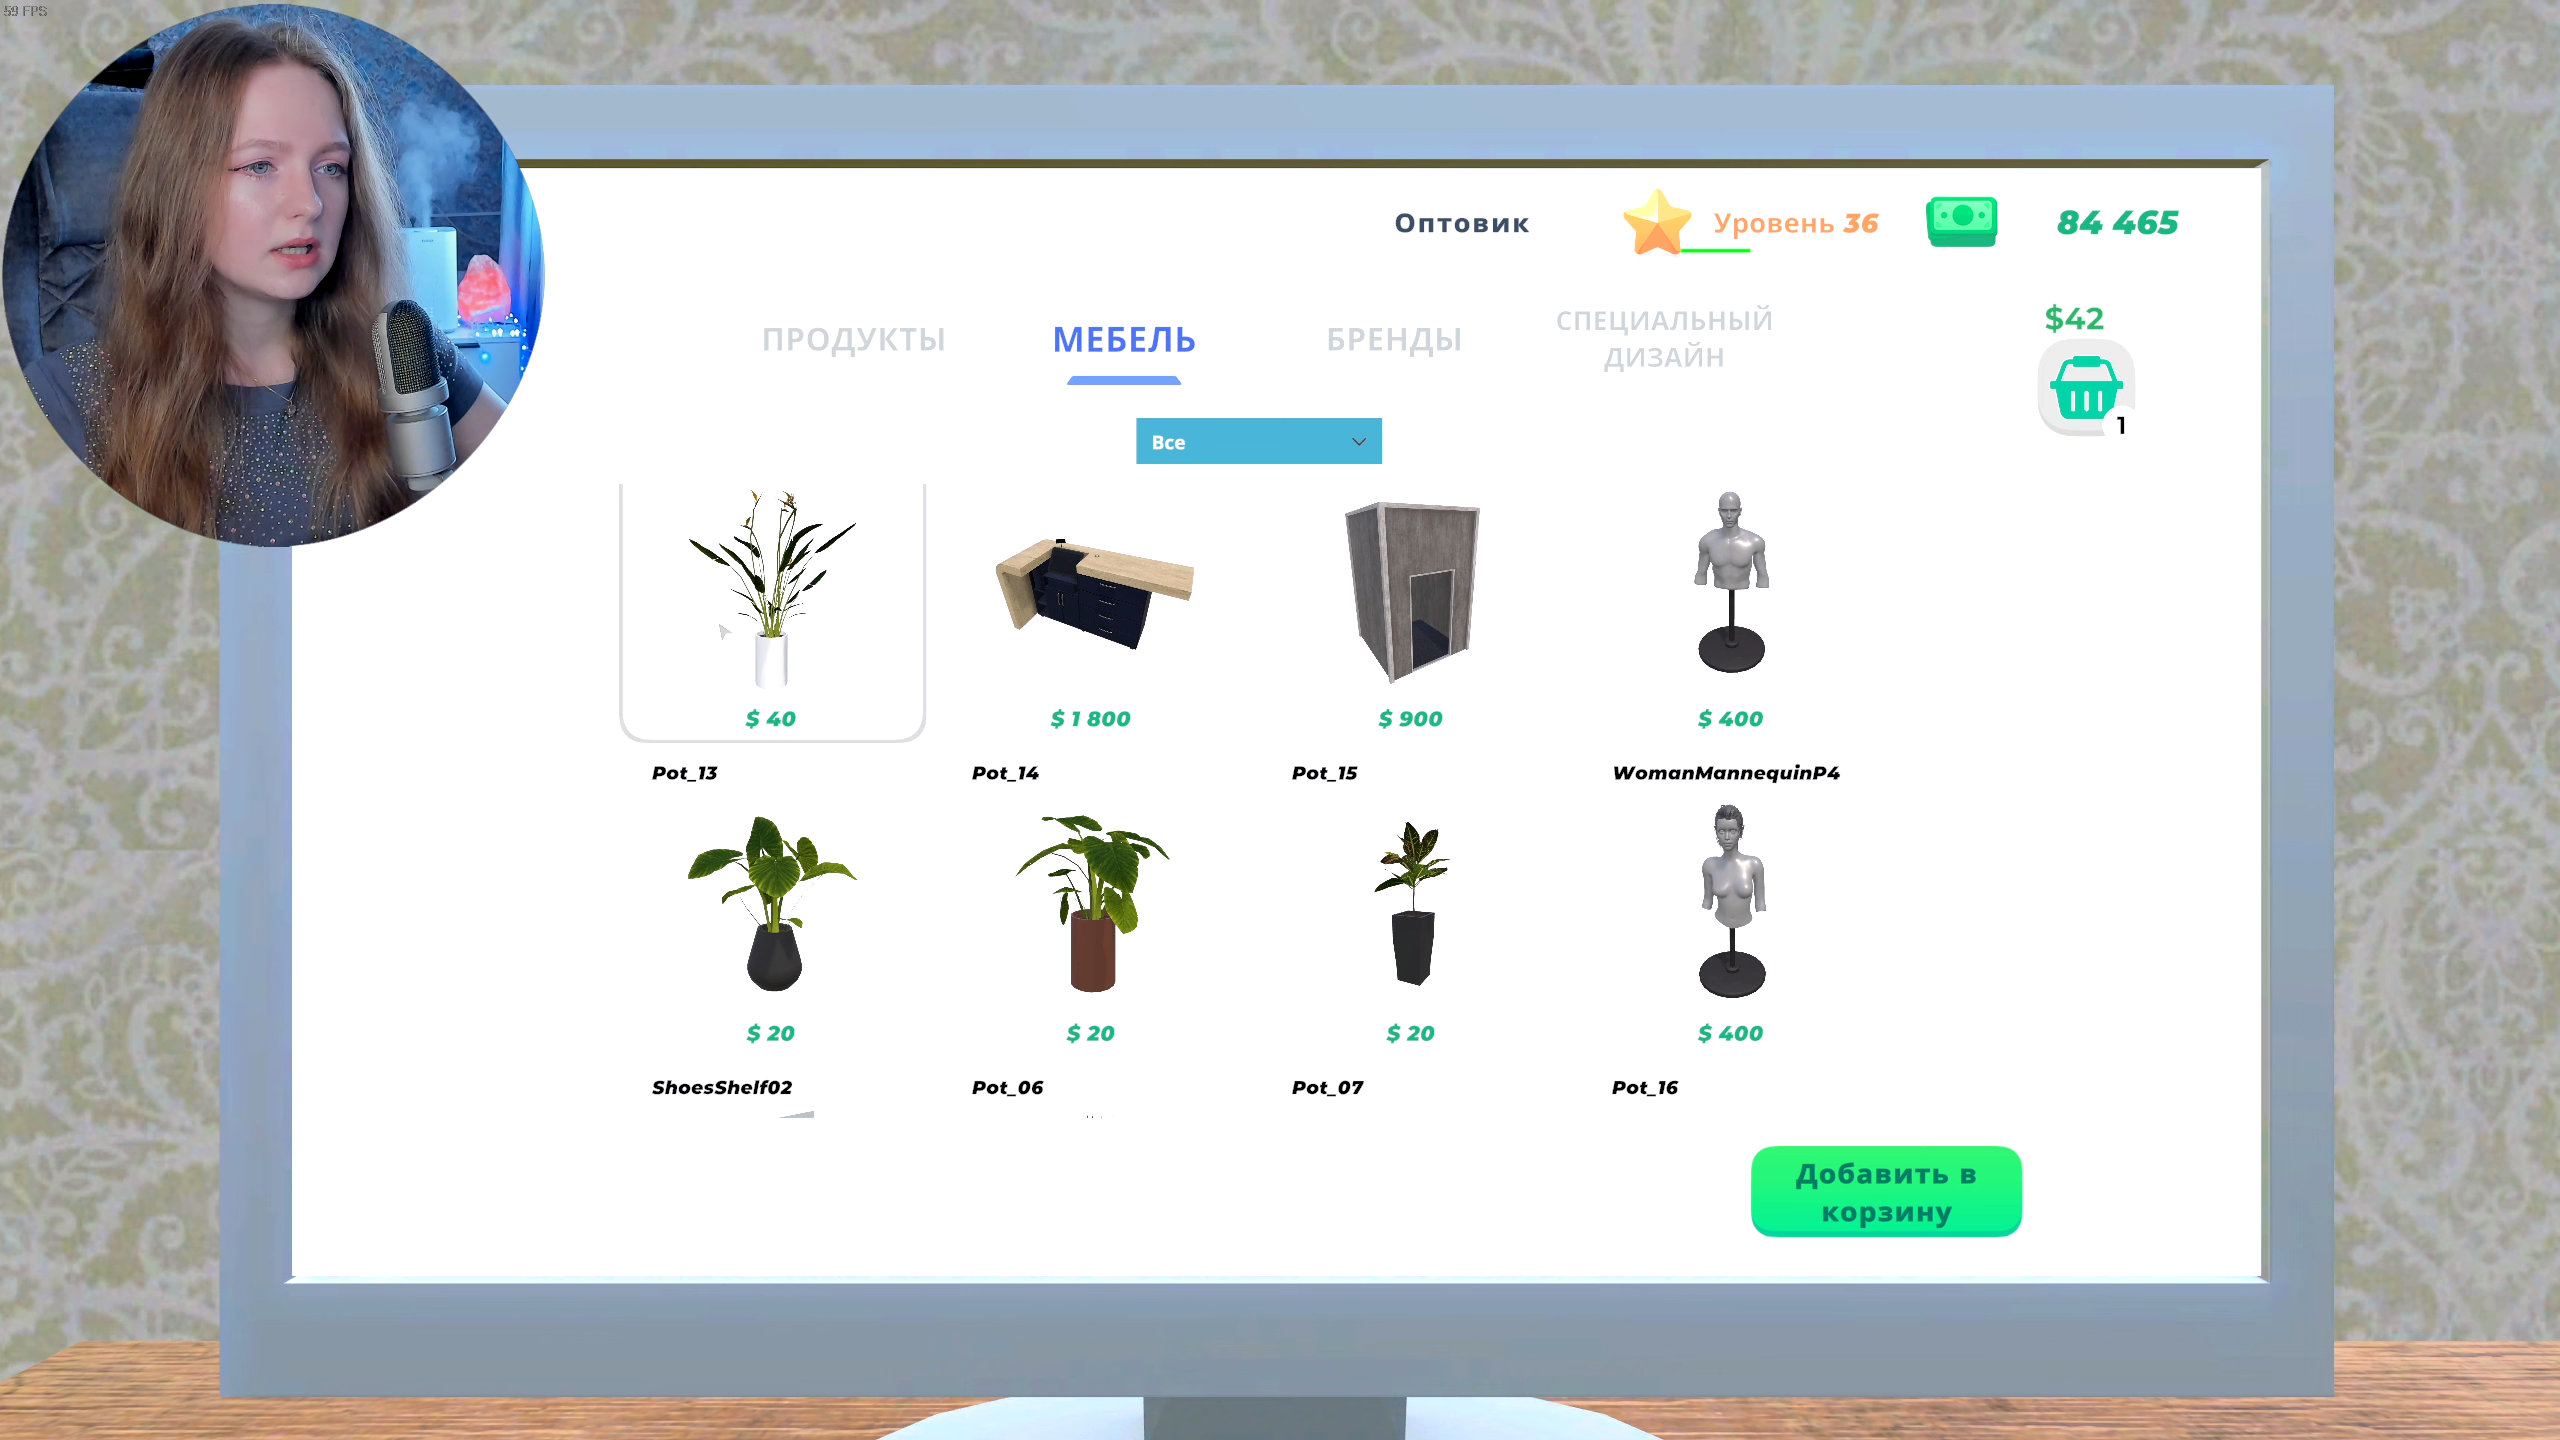 59 FPS
Оптовик
Уровень 36
84 465
ПРОДУКТЫ
МЕБЕЛЬ
БРЕНДЫ
СПЕЦИАЛЬНЫЙ
ДИЗАЙН
$42
1
Все
$ 40
$ 1 800
$ 900
$ 400
Pot_13
Pot_14
Pot_15
WomanMannequinP4
$ 20
$ 20
$ 20
$ 400
ShoesShelf02
Pot_06
Pot_07
Pot_16
Добавить в
корзину